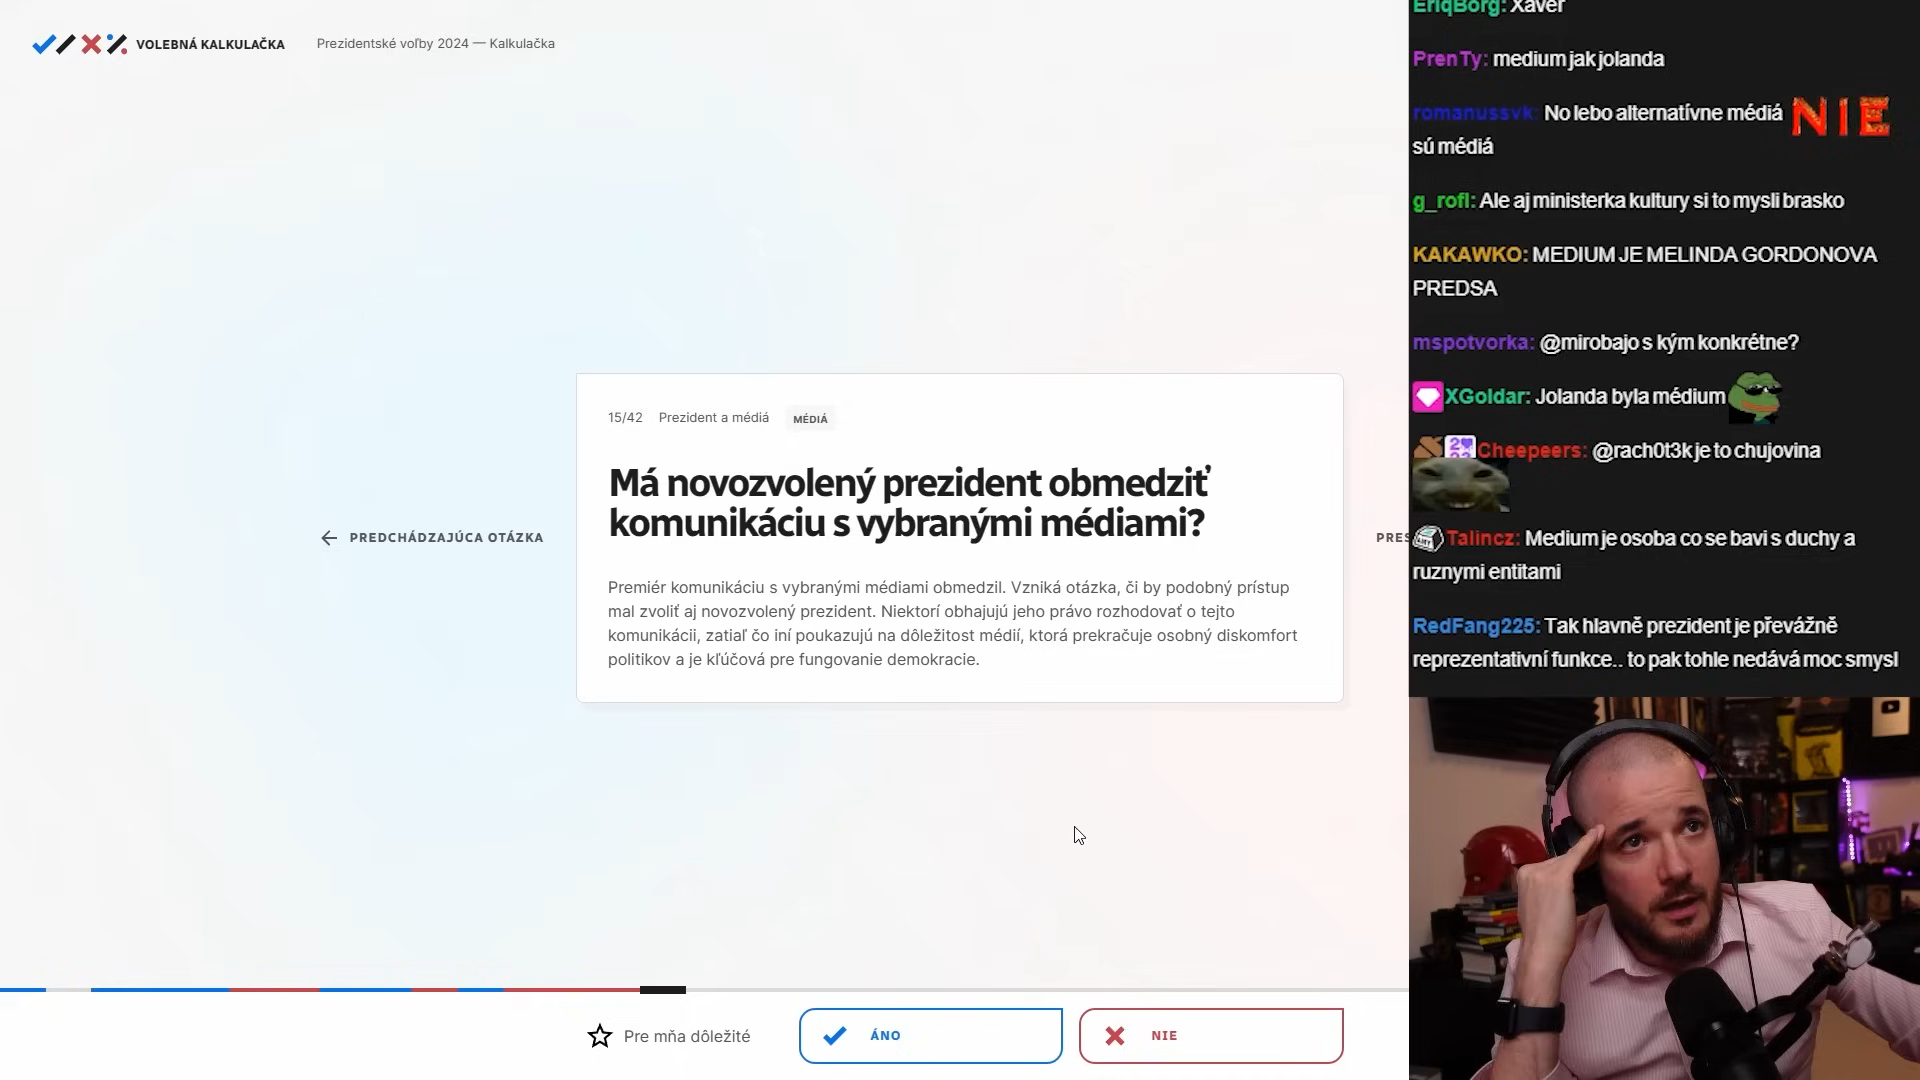 VOLEBNÁ KALKULAČKA
Prezidentské voľby 2024 — Kalkulačka
PREDCHÁDZAJÚCA OTÁZKA
15/42 Prezident a médiá MÉDIÁ
Má novozvolený prezident obmedziť
komunikáciu s vybranými médiami?
Premiér komunikáciu s vybranými médiami obmedzil. Vzniká otázka, či by podobný prístup
mal zvoliť aj novozvolený prezident. Niektorí obhajujú jeho právo rozhodovať o tejto
komunikácii, zatiaľ čo iní poukazujú na dôležitost médií, ktorá prekračuje osobný diskomfort
politikov a je kľúčová pre fungovanie demokracie.
PRES
Pre mňa dôležité
ÁNO
NIE
EriqBorg: Xaver
PrenTy: medium jak jolanda
romanussvk: No lebo alternatívne médiá NIE
sú médiá
g_rofl: Ale aj ministerka kultury si to mysli brasko
KAKAWKO: MEDIUM JE MELINDA GORDONOVA
PREDSA
mspotvorka: @mirobajo s kým konkrétne?
XGoldar: Jolanda byla médium
Cheepeers: @rach0t3k je to chujovina
Talincz: Medium je osoba co se bavi s duchy a
ruznymi entitami
RedFang225: Tak hlavně prezident je převážně
reprezentativní funkce.. to pak tohle nedává moc smysl